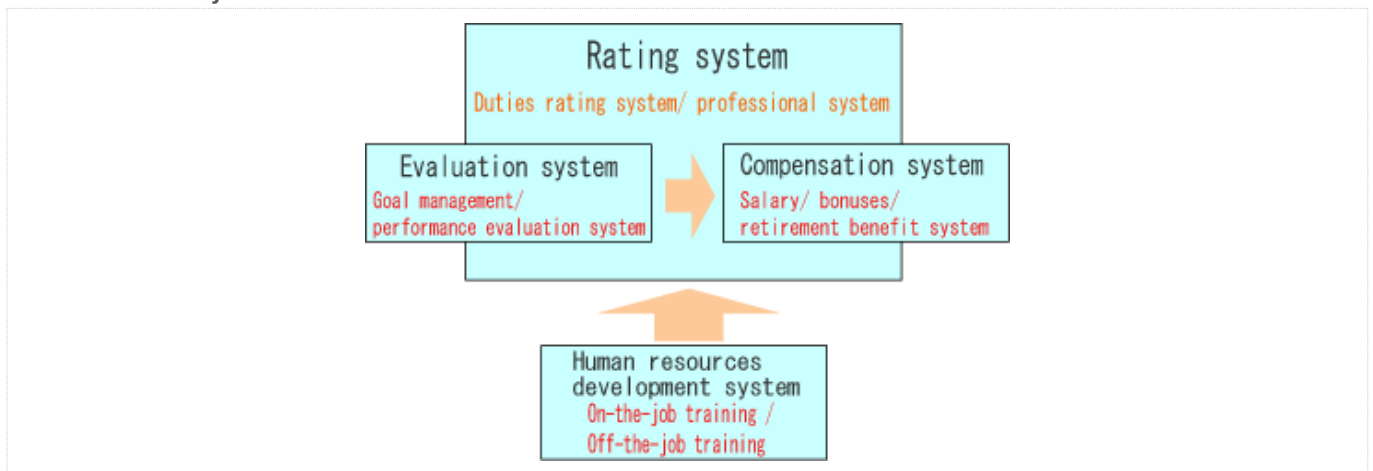 Rating system
Duties rating system/ professional system
Evaluation system
Goal management/
performance evaluation system
Compensation system
Salary/ bonuses/
retirement benefit system
Human resources
development system
On-the-job training /
Off-the-job training